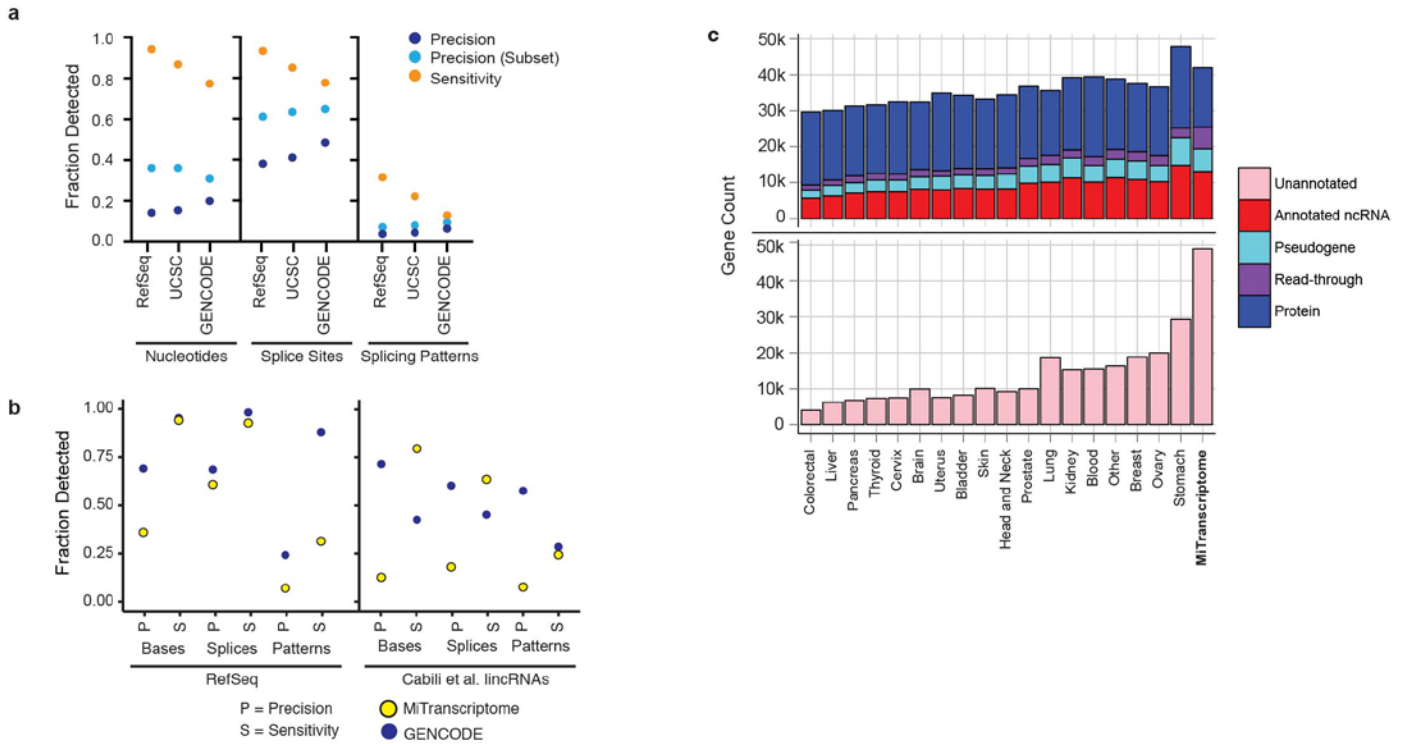 a
1.0
0.8
0.6
0.4
0.2
0.0
Fraction Detected
Precision
Precision (Subset)
Sensitivity
RefSeq
UCSC
GENCODE
RefSeq
UCSC
GENCODE
RefSeq
UCSC
GENCODE
Nucleotides
Splice Sites
Splicing Patterns
b
1.00
0.75
0.50
0.25
0.00
Fraction Detected
P
S
P
S
P
S
P
S
P
S
P
S
Bases
Splices
Patterns
Bases
Splices
Patterns
RefSeq
Cabili et al. lincRNAs
P = Precision
S = Sensitivity
MiTranscriptome
GENCODE
c
50k
40k
30k
20k
10k
0
50k
40k
30k
20k
10k
0
Gene Count
Colorectal
Liver
Pancreas
Thyroid
Cervix
Brain
Uterus
Bladder
Skin
Head and Neck
Prostate
Lung
Kidney
Blood
Other
Breast
Ovary
Stomach
MiTranscriptome
Unannotated
Annotated ncRNA
Pseudogene
Read-through
Protein